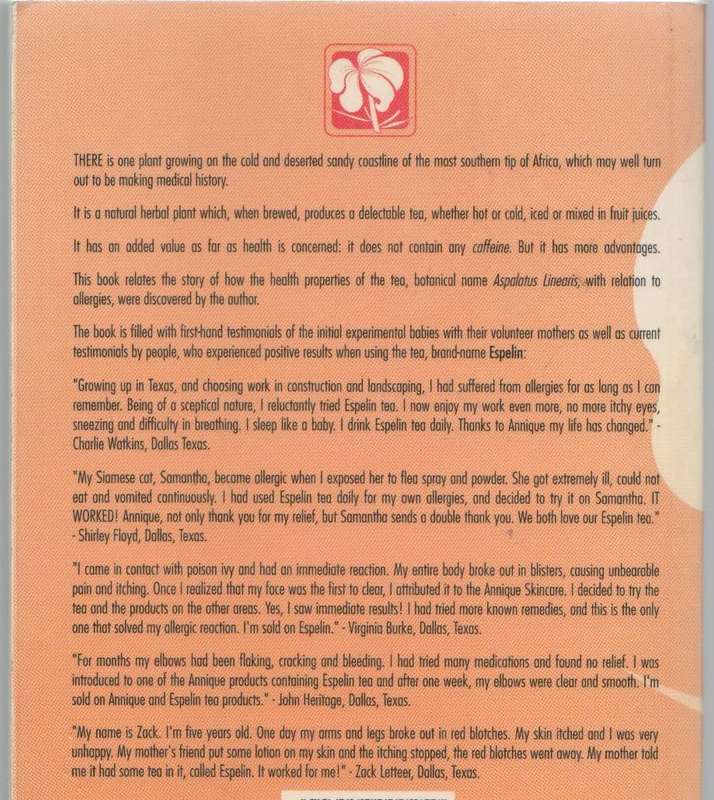 THERE is one plant growing on the cold and deserted sandy coastline of the most southern tip of Africa, which may well turn
out to be making medical history.
It is a natural herbal plant which, when brewed, produces a delectable tea, whether hot or cold, iced or mixed in fruit juices.
It has an added value as far as health is concerned: it does not contain any caffeine. But it has more advantages.
This book relates the story of how the health properties of the tea, botanical name Aspalatus Linearis, with relation to
allergies, were discovered by the author.
The book is filled with first-hand testimonials of the initial experimental babies with their volunteer mothers as well as current
testimonials by people, who experienced positive results when using the tea, brand-name Espelin:
"Growing up in Texas, and choosing work in construction and landscaping, I had suffered from allergies for as long as I can
remember. Being of a sceptical nature, I reluctantly tried Espelin tea. I now enjoy my work even more, no more itchy eyes,
sneezing and difficulty in breathing. I sleep like a baby. I drink Espelin tea daily. Thanks to Annique my life has changed." -
Charlie Watkins, Dallas Texas.
"My Siamese cat, Samantha, became allergic when I exposed her to flea spray and powder. She got extremely ill, could not
eat and vomited continuously. I had used Espelin tea daily for my own allergies, and decided to try it on Samantha. IT
WORKED! Annique, not only thank you for my relief, but Samantha sends a double thank you. We both love our Espelin tea."
- Shirley Floyd, Dallas, Texas.
"I came in contact with poison ivy and had an immediate reaction. My entire body broke out in blisters, causing unbearable
pain and itching. Once I realized that my face was the first to clear, I attributed it to the Annique Skincare. I decided to try the
tea and the products on the other areas. Yes, I saw immediate results! I had tried more known remedies, and this is the only
one that solved my allergic reaction. I'm sold on Espelin." - Virginia Burke, Dallas, Texas.
"For months my elbows had been flaking, cracking and bleeding. I had tried many medications and found no relief. I was
introduced to one of the Annique products containing Espelin tea and after one week, my elbows were clear and smooth. I'm
sold on Annique and Espelin tea products." - John Heritage, Dallas, Texas.
"My name is Zack. I'm five years old. One day my arms and legs broke out in red blotches. My skin itched and I was very
unhappy. My mother's friend put some lotion on my skin and the itching stopped, the red blotches went away. My mother told
me it had some tea in it, called Espelin. It worked for me!" - Zack Letteer, Dallas, Texas.